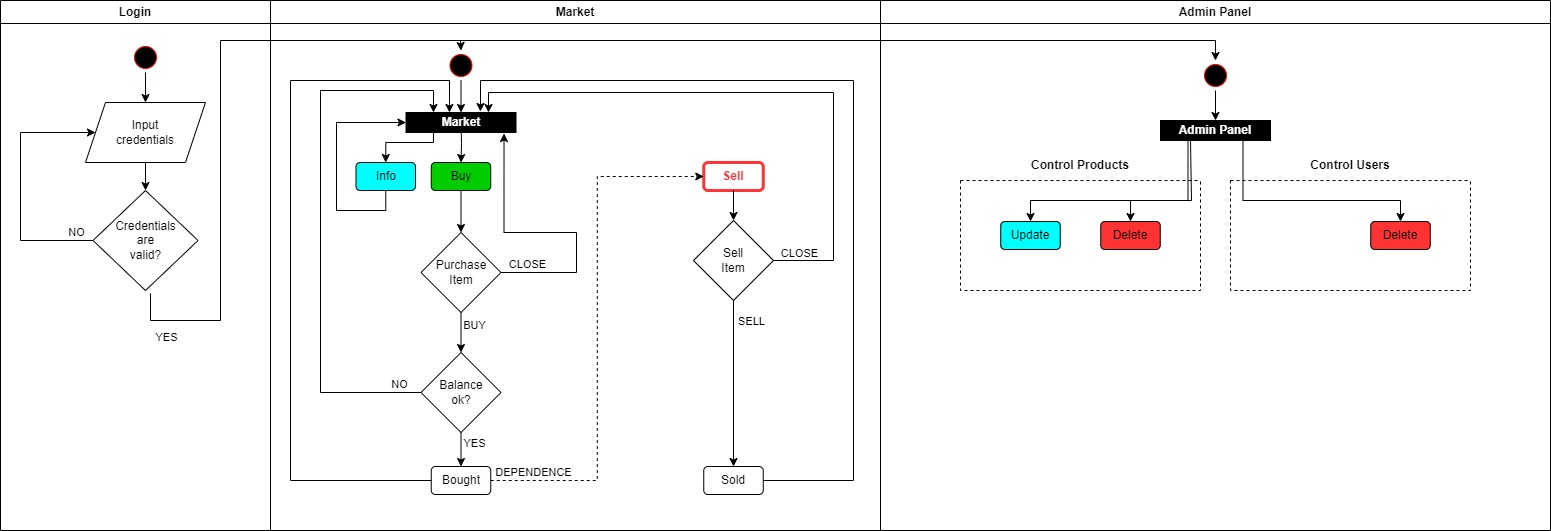 Login
Market
Admin Panel
Input
credentials
Credentials
are
valid?
NO
YES
Market
Info
Buy
Purchase
Item
CLOSE
BUY
Balance
ok?
NO
YES
Bought
DEPENDENCE
Sell
Sell
Item
CLOSE
SELL
Sold
Admin Panel
Control Products
Update
Delete
Control Users
Delete